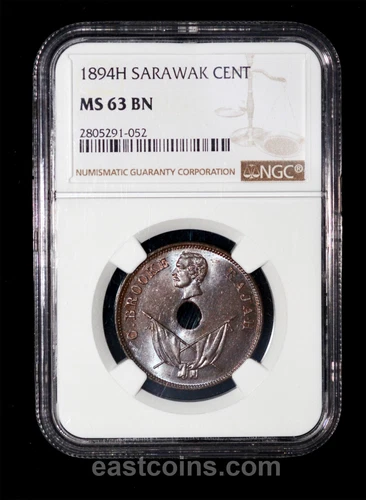 1894H SARAWAK CENT
MS 63 BN
2805291-052
NUMISMATIC GUARANTY CORPORATION NGC®
C. BROOKE RAJAH
eastcoins.com